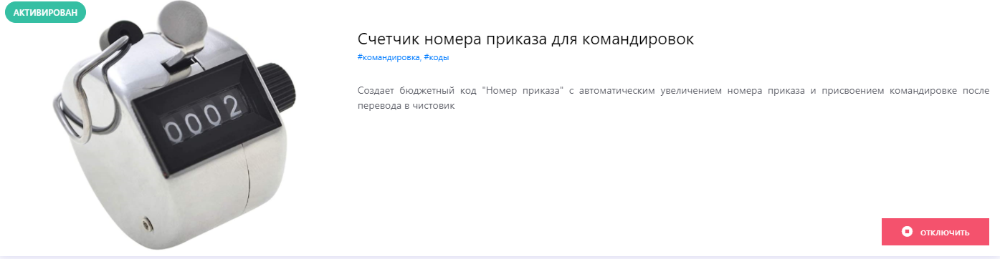 АКТИВИРОВАН
Счетчик номера приказа для командировок
#командировка, #коды
0002
Создает бюджетный код "Номер приказа" с автоматическим увеличением номера приказа и присвоением командировке после
перевода в чистовик
ОТКЛЮЧИТЬ